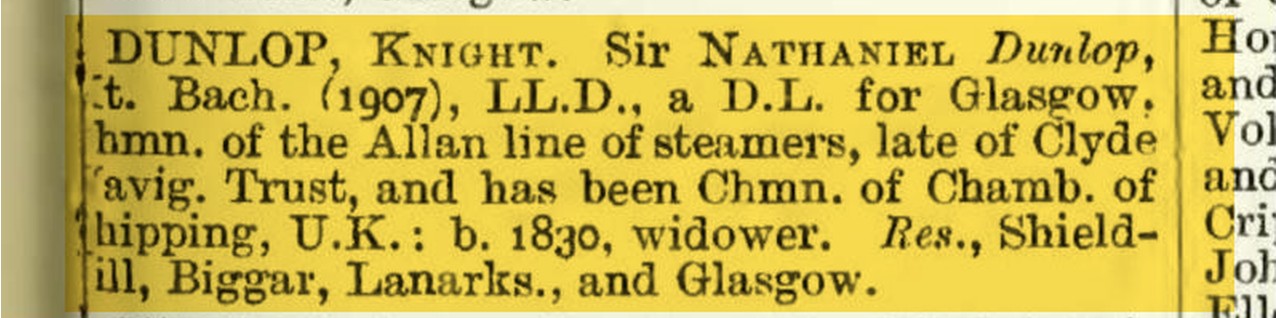 DUNLOP, KNIGHT. Sir NATHANIEL Dunlop,
t. Bach. (1907), LL.D., a D.L. for Glasgow.
hmn. of the Allan line of steamers, late of Clyde
avig. Trust, and has been Chmn. of Chamb. of
hipping, U.K.: b. 1830, widower. Res., Shield-
ill, Biggar, Lanarks., and Glasgow.